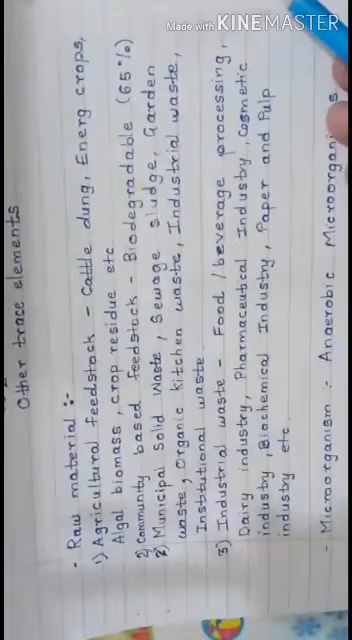 Made with KINEMASTER
Other trace elements
- Raw material :-
1) Agricultural feedstock - Cattle dung, Energ crops,
Algal biomass, crop residue etc
2) Community based feedstock - Biodegradable (65%)
2) Municipal Solid Waste, Sewage sludge, Garden
waste, Organic kitchen waste, Industrial waste,
Institutional waste
3) Industrial waste - Food/beverage processing,
Dairy industry, Pharmaceutical Industry, Cosmetic
industry, Biochemical Industry, Paper and Pulp
industry etc.
- Microorganism :- Anaerobic Microorgani s